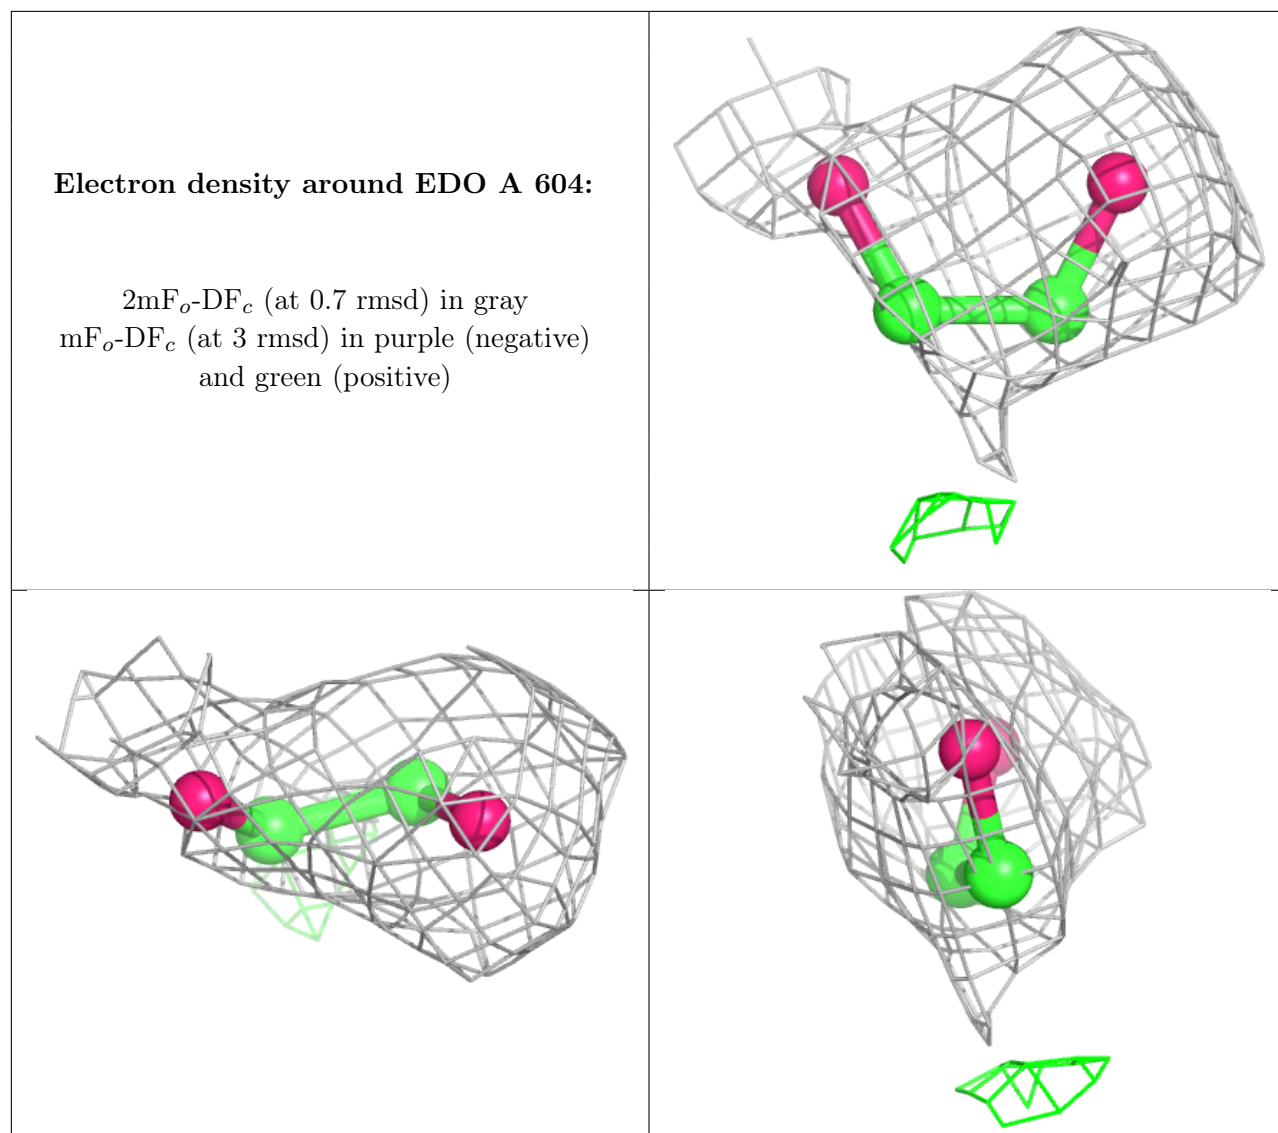 Electron density around EDO A 604:
2mFₒ-DF𝒸 (at 0.7 rmsd) in gray
mFₒ-DF𝒸 (at 3 rmsd) in purple (negative)
and green (positive)